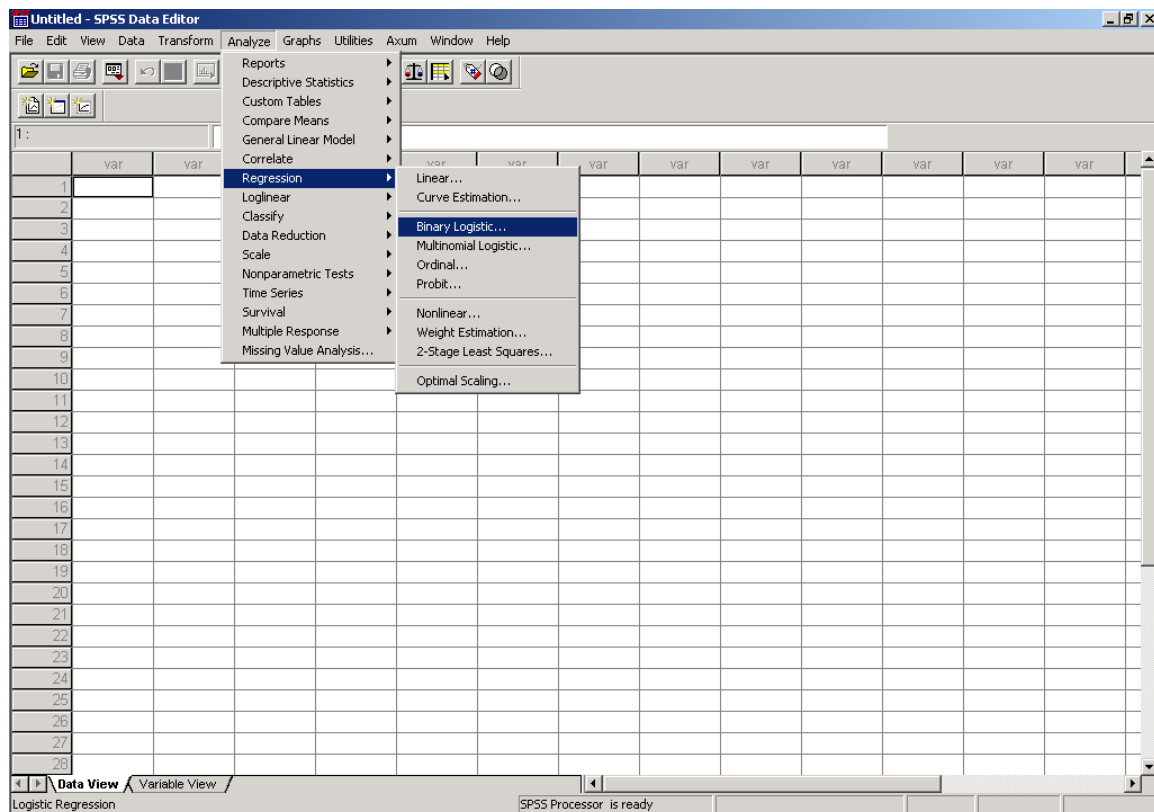 Untitled - SPSS Data Editor
File Edit View Data Transform Analyze Graphs Utilities Axum Window Help
Reports
Descriptive Statistics
Custom Tables
Compare Means
General Linear Model
Correlate
Regression
Loglinear
Classify
Data Reduction
Scale
Nonparametric Tests
Time Series
Survival
Multiple Response
Missing Value Analysis...
1 :
var var var var var var var var var var var
Linear...
Curve Estimation...
Binary Logistic...
Multinomial Logistic...
Ordinal...
Probit...
Nonlinear...
Weight Estimation...
2-Stage Least Squares...
Optimal Scaling...
1
2
3
4
5
6
7
8
9
10
11
12
13
14
15
16
17
18
19
20
21
22
23
24
25
26
27
28
Data View Variable View
Logistic Regression SPSS Processor is ready